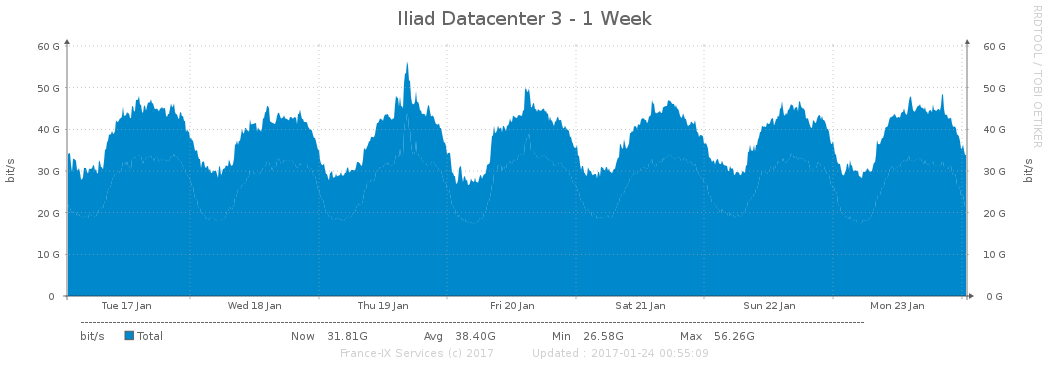 Iliad Datacenter 3 - 1 Week
RRDTOOL / TOBI OETIKER
60 G 60 G
50 G 50 G
40 G 40 G
30 G 30 G
20 G 20 G
10 G 10 G
0 0 G
bit/s bit/s
Tue 17 Jan Wed 18 Jan Thu 19 Jan Fri 20 Jan Sat 21 Jan Sun 22 Jan Mon 23 Jan
bit/s Total Now 31.81G Avg 38.40G Min 26.58G Max 56.26G
France-IX Services (c) 2017 Updated : 2017-01-24 00:55:09